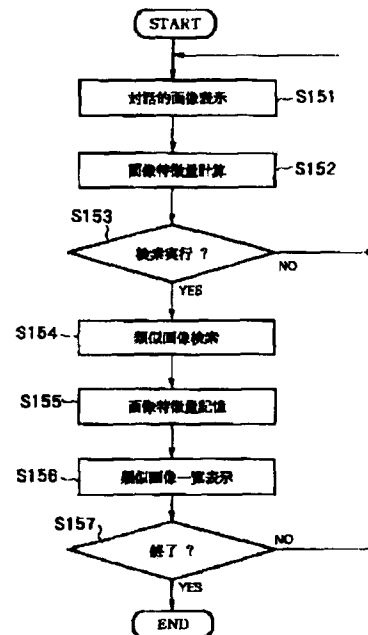 START
対話的画像表示
S151
画像特徴量計算
S152
S153
検索実行 ?
NO
YES
S154
類似画像検索
S155
画像特徴量記憶
S156
類似画像一覧表示
S157
終了 ?
NO
YES
END